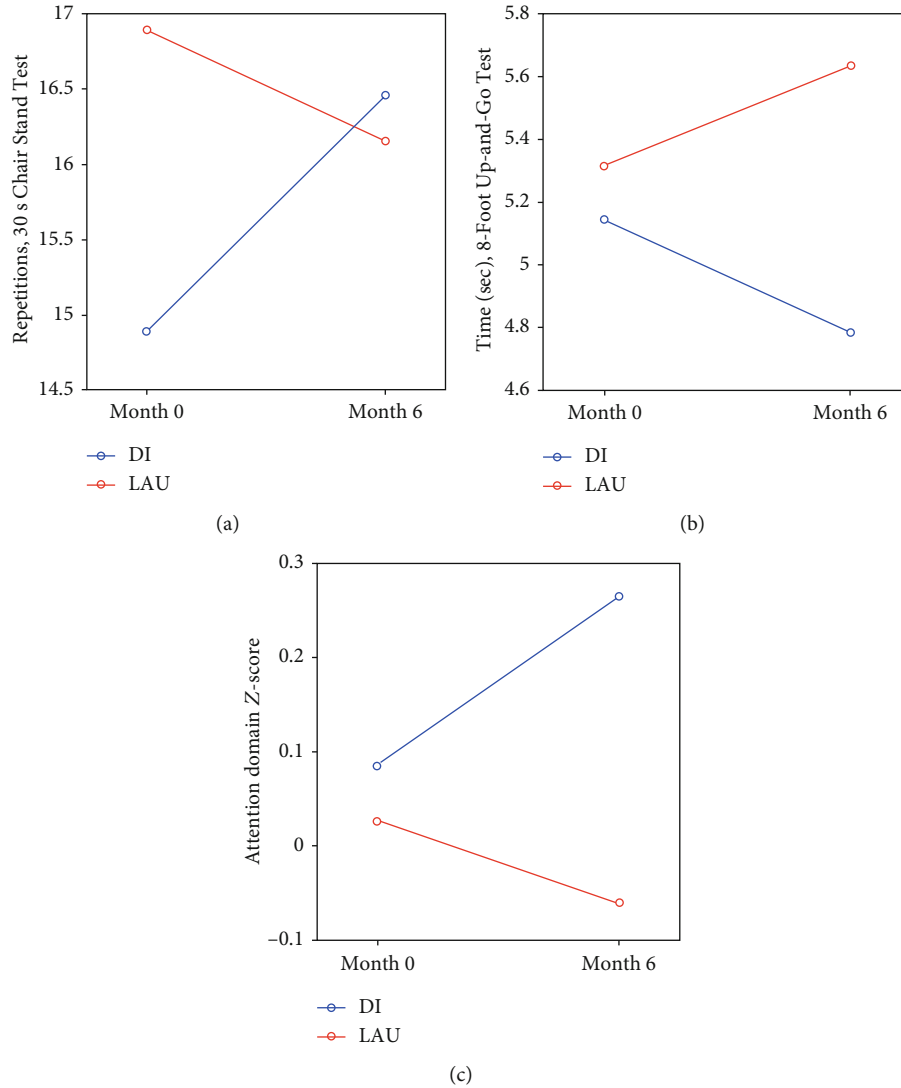 Repetitions, 30 s Chair Stand Test
17
16.5
16
15.5
15
14.5
Month 0
Month 6
DI
LAU
(a)
Time (sec), 8-Foot Up-and-Go Test
5.8
5.6
5.4
5.2
5
4.8
4.6
Month 0
Month 6
DI
LAU
(b)
Attention domain Z-score
0.3
0.2
0.1
0
–0.1
Month 0
Month 6
DI
LAU
(c)